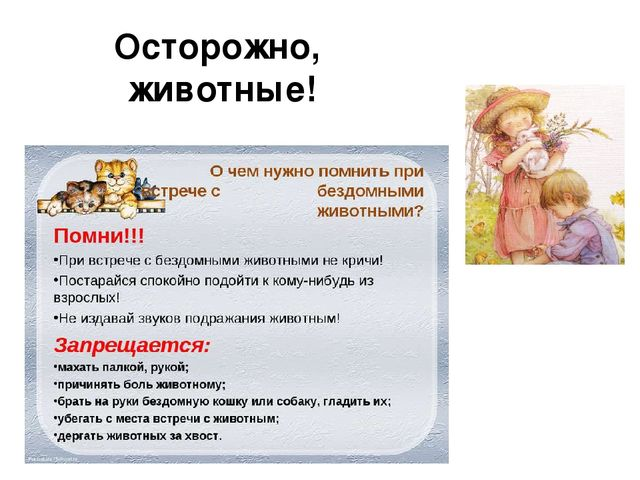 Осторожно,
животные!
О чем нужно помнить при
встрече с бездомными
животными?
Помни!!!
•При встрече с бездомными животными не кричи!
•Постарайся спокойно подойти к кому-нибудь из
взрослых!
•Не издавай звуков подражания животным!
Запрещается:
•махать палкой, рукой;
•причинять боль животному;
•брать на руки бездомную кошку или собаку, гладить их;
•убегать с места встречи с животным;
•дергать животных за хвост.